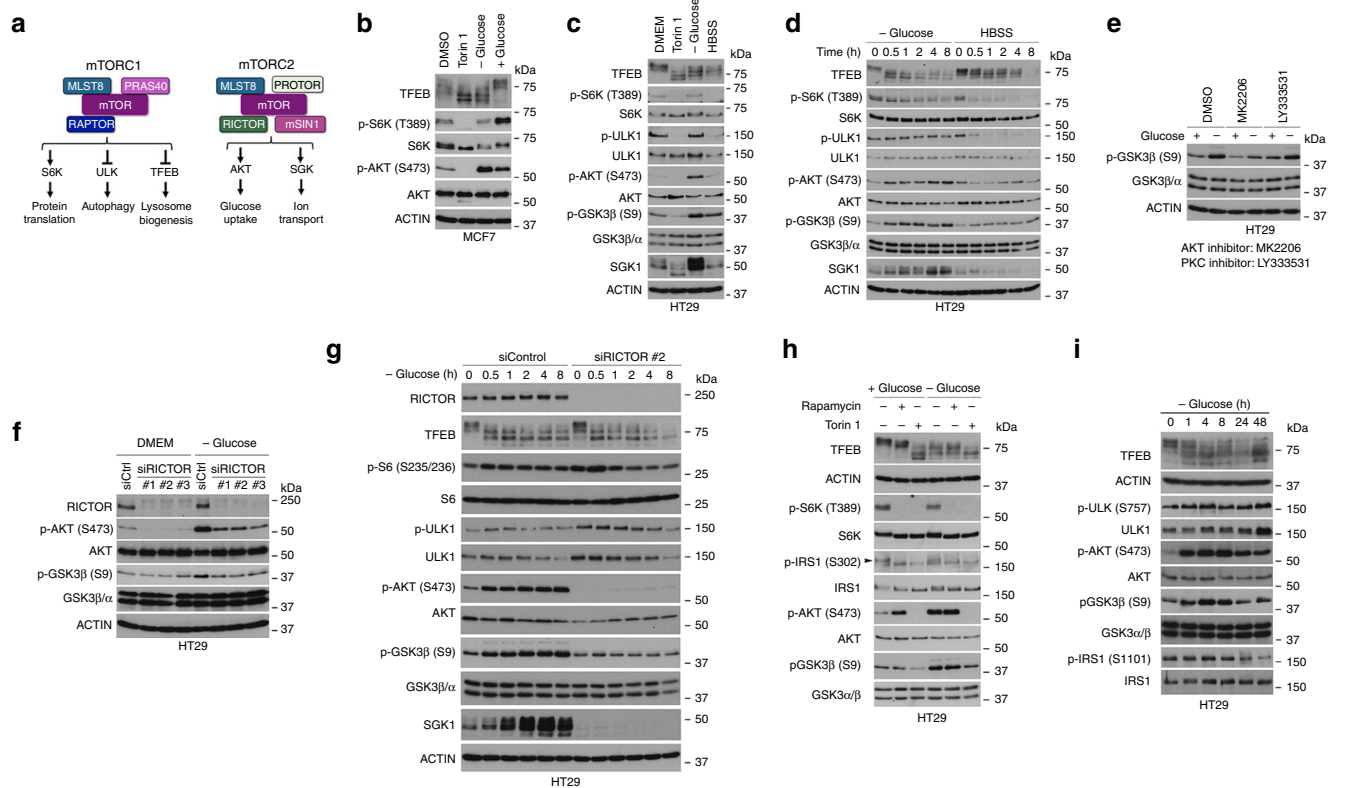 a
mTORC1
MLST8 PRAS40
mTOR
RAPTOR
S6K ULK TFEB
Protein translation Autophagy Lysosome biogenesis
mTORC2
MLST8 PROTOR
mTOR
RICTOR mSIN1
AKT SGK
Glucose uptake Ion transport
b
DMSO Torin 1 – Glucose + Glucose
kDa
TFEB – 75
p-S6K (T389) – 75
S6K – 75
p-AKT (S473) – 50
AKT – 50
ACTIN – 37
MCF7
c
DMEM Torin 1 – Glucose HBSS
kDa
TFEB – 75
p-S6K (T389) – 75
S6K – 75
p-ULK1 – 150
ULK1 – 150
p-AKT (S473) – 50
AKT – 50
p-GSK3β (S9) – 37
GSK3β/α – 37
SGK1 – 50
ACTIN – 37
HT29
d
– Glucose HBSS
Time (h) 0 0.5 1 2 4 8 0 0.5 1 2 4 8 kDa
TFEB – 75
p-S6K (T389) – 75
S6K – 75
p-ULK1 – 150
ULK1 – 150
p-AKT (S473) – 50
AKT – 50
p-GSK3β (S9) – 37
GSK3β/α – 37
SGK1 – 50
ACTIN – 37
HT29
e
DMSO MK2206 LY333531
Glucose + – + – + – kDa
p-GSK3β (S9) – 37
GSK3β/α – 37
ACTIN – 37
HT29
AKT inhibitor: MK2206
PKC inhibitor: LY333531
f
DMEM – Glucose
siCtrl siRICTOR siCtrl siRICTOR
#1 #2 #3 #1 #2 #3 kDa
RICTOR – 250
p-AKT (S473) – 50
AKT – 50
p-GSK3β (S9) – 37
GSK3β/α – 37
ACTIN – 37
HT29
g
siControl siRICTOR #2
– Glucose (h) 0 0.5 1 2 4 8 0 0.5 1 2 4 8 kDa
RICTOR – 250
TFEB – 75
p-S6 (S235/236) – 25
S6 – 25
p-ULK1 – 150
ULK1 – 150
p-AKT (S473) – 50
AKT – 50
p-GSK3β (S9) – 37
GSK3β/α – 37
SGK1 – 50
ACTIN – 37
HT29
h
+ Glucose – Glucose
Rapamycin – + – – + –
Torin 1 – – + – – + kDa
TFEB – 75
ACTIN – 37
p-S6K (T389) – 75
S6K – 75
p-IRS1 (S302) – 150
IRS1 – 150
p-AKT (S473) – 50
AKT – 50
pGSK3β (S9) – 37
GSK3α/β – 37
HT29
i
– Glucose (h)
0 1 4 8 24 48 kDa
TFEB – 75
ACTIN – 37
p-ULK (S757) – 150
ULK1 – 150
p-AKT (S473) – 50
AKT – 50
pGSK3β (S9) – 37
GSK3α/β – 37
p-IRS1 (S1101) – 150
IRS1 – 150
HT29